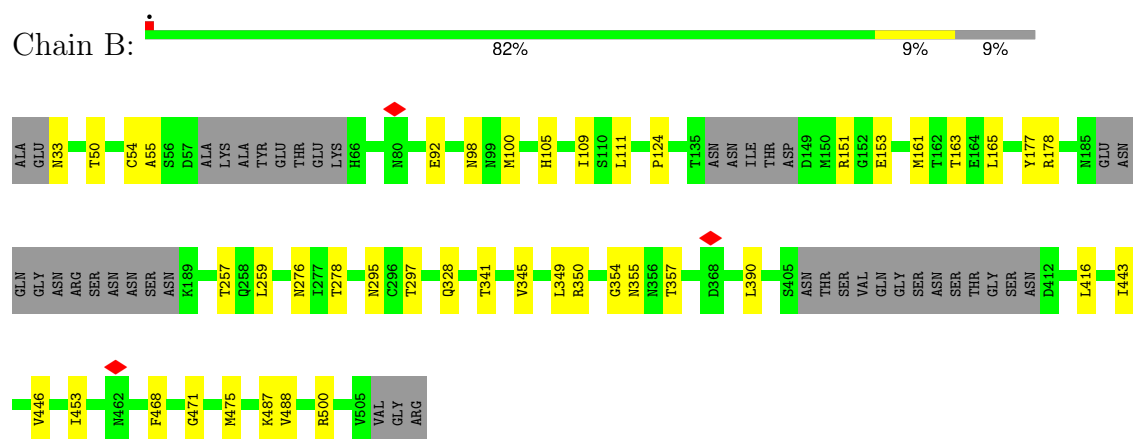 Chain B:
82% 9% 9%
ALA GLU N33 T50 C54 A55 S56 D57 ALA LYS ALA TYR GLU THR GLU LYS H66 N80 E92 N98 N99 M100 H105 I109 S110 L111 P124 T135 ASN ASN ILE THR ASP D149 M150 R151 G152 E153 M161 T162 T163 E164 L165 Y177 R178 N185 GLU ASN
GLN GLY ASN ARG SER ASN ASN SER ASN K189 T257 Q258 L259 N276 I277 T278 N295 C296 T297 Q328 T341 V345 L349 R350 G354 N355 N356 T357 D368 L390 S405 ASN THR SER VAL GLN GLY SER ASN SER THR GLY SER ASN D412 L416 I443
V446 I453 N462 F468 G471 M475 K487 V488 R500 V505 VAL GLY ARG